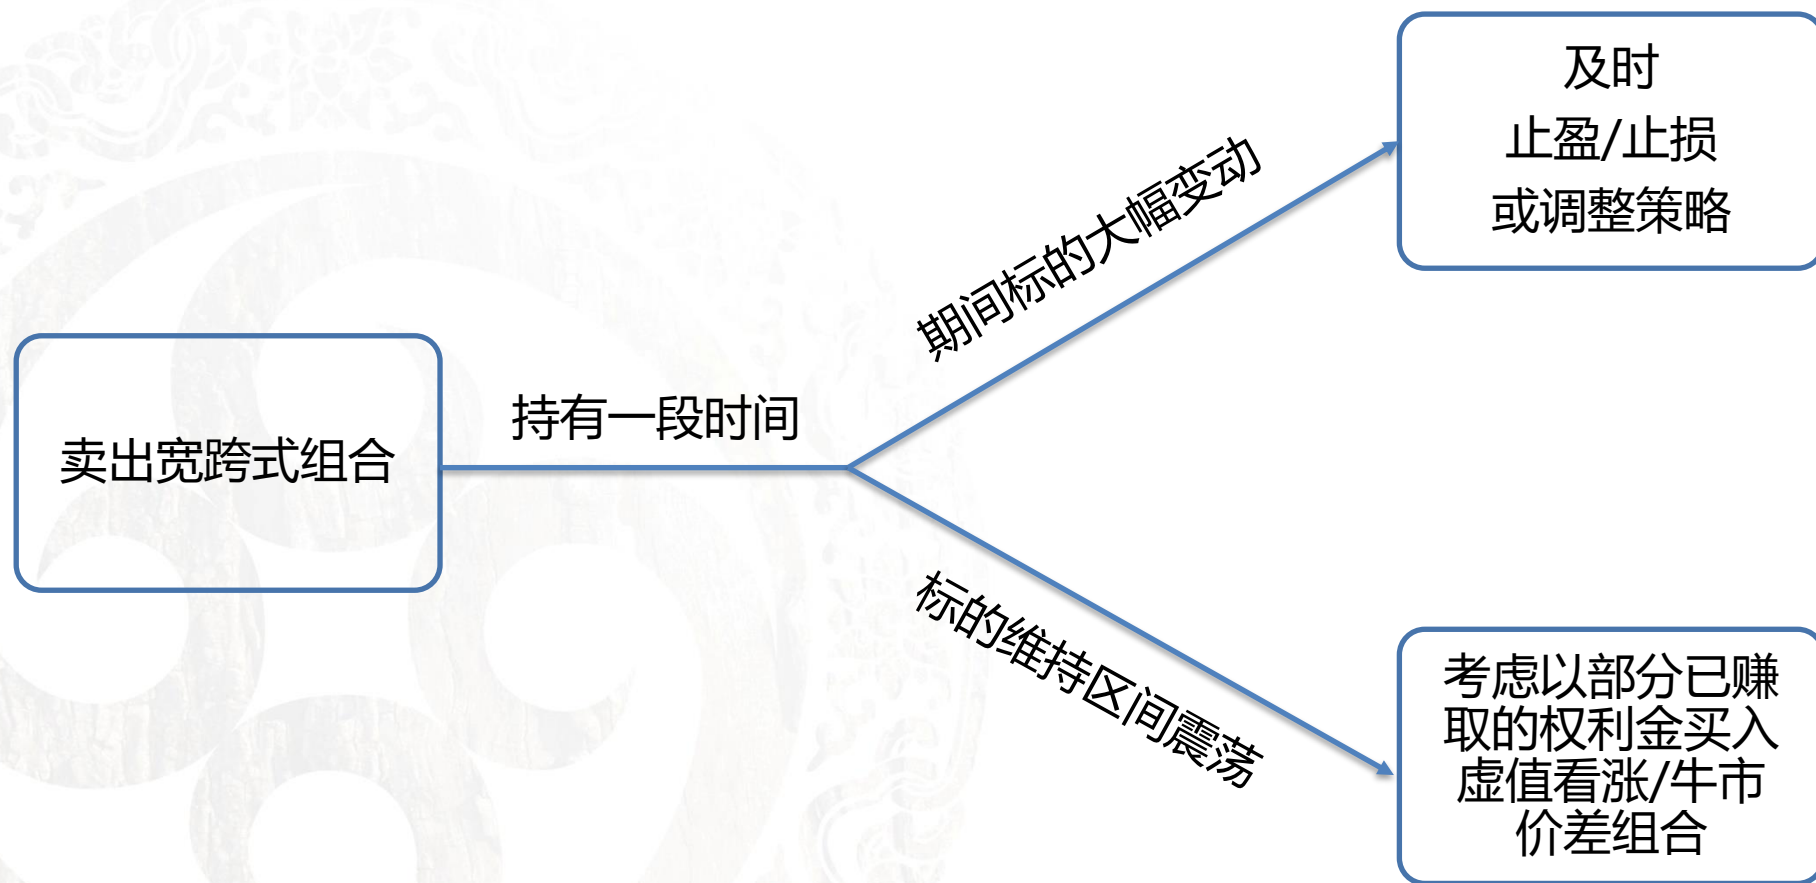 卖出宽跨式组合
持有一段时间
期间标的大幅变动
及时
止盈/止损
或调整策略
标的维持区间震荡
考虑以部分已赚
取的权利金买入
虚值看涨/牛市
价差组合